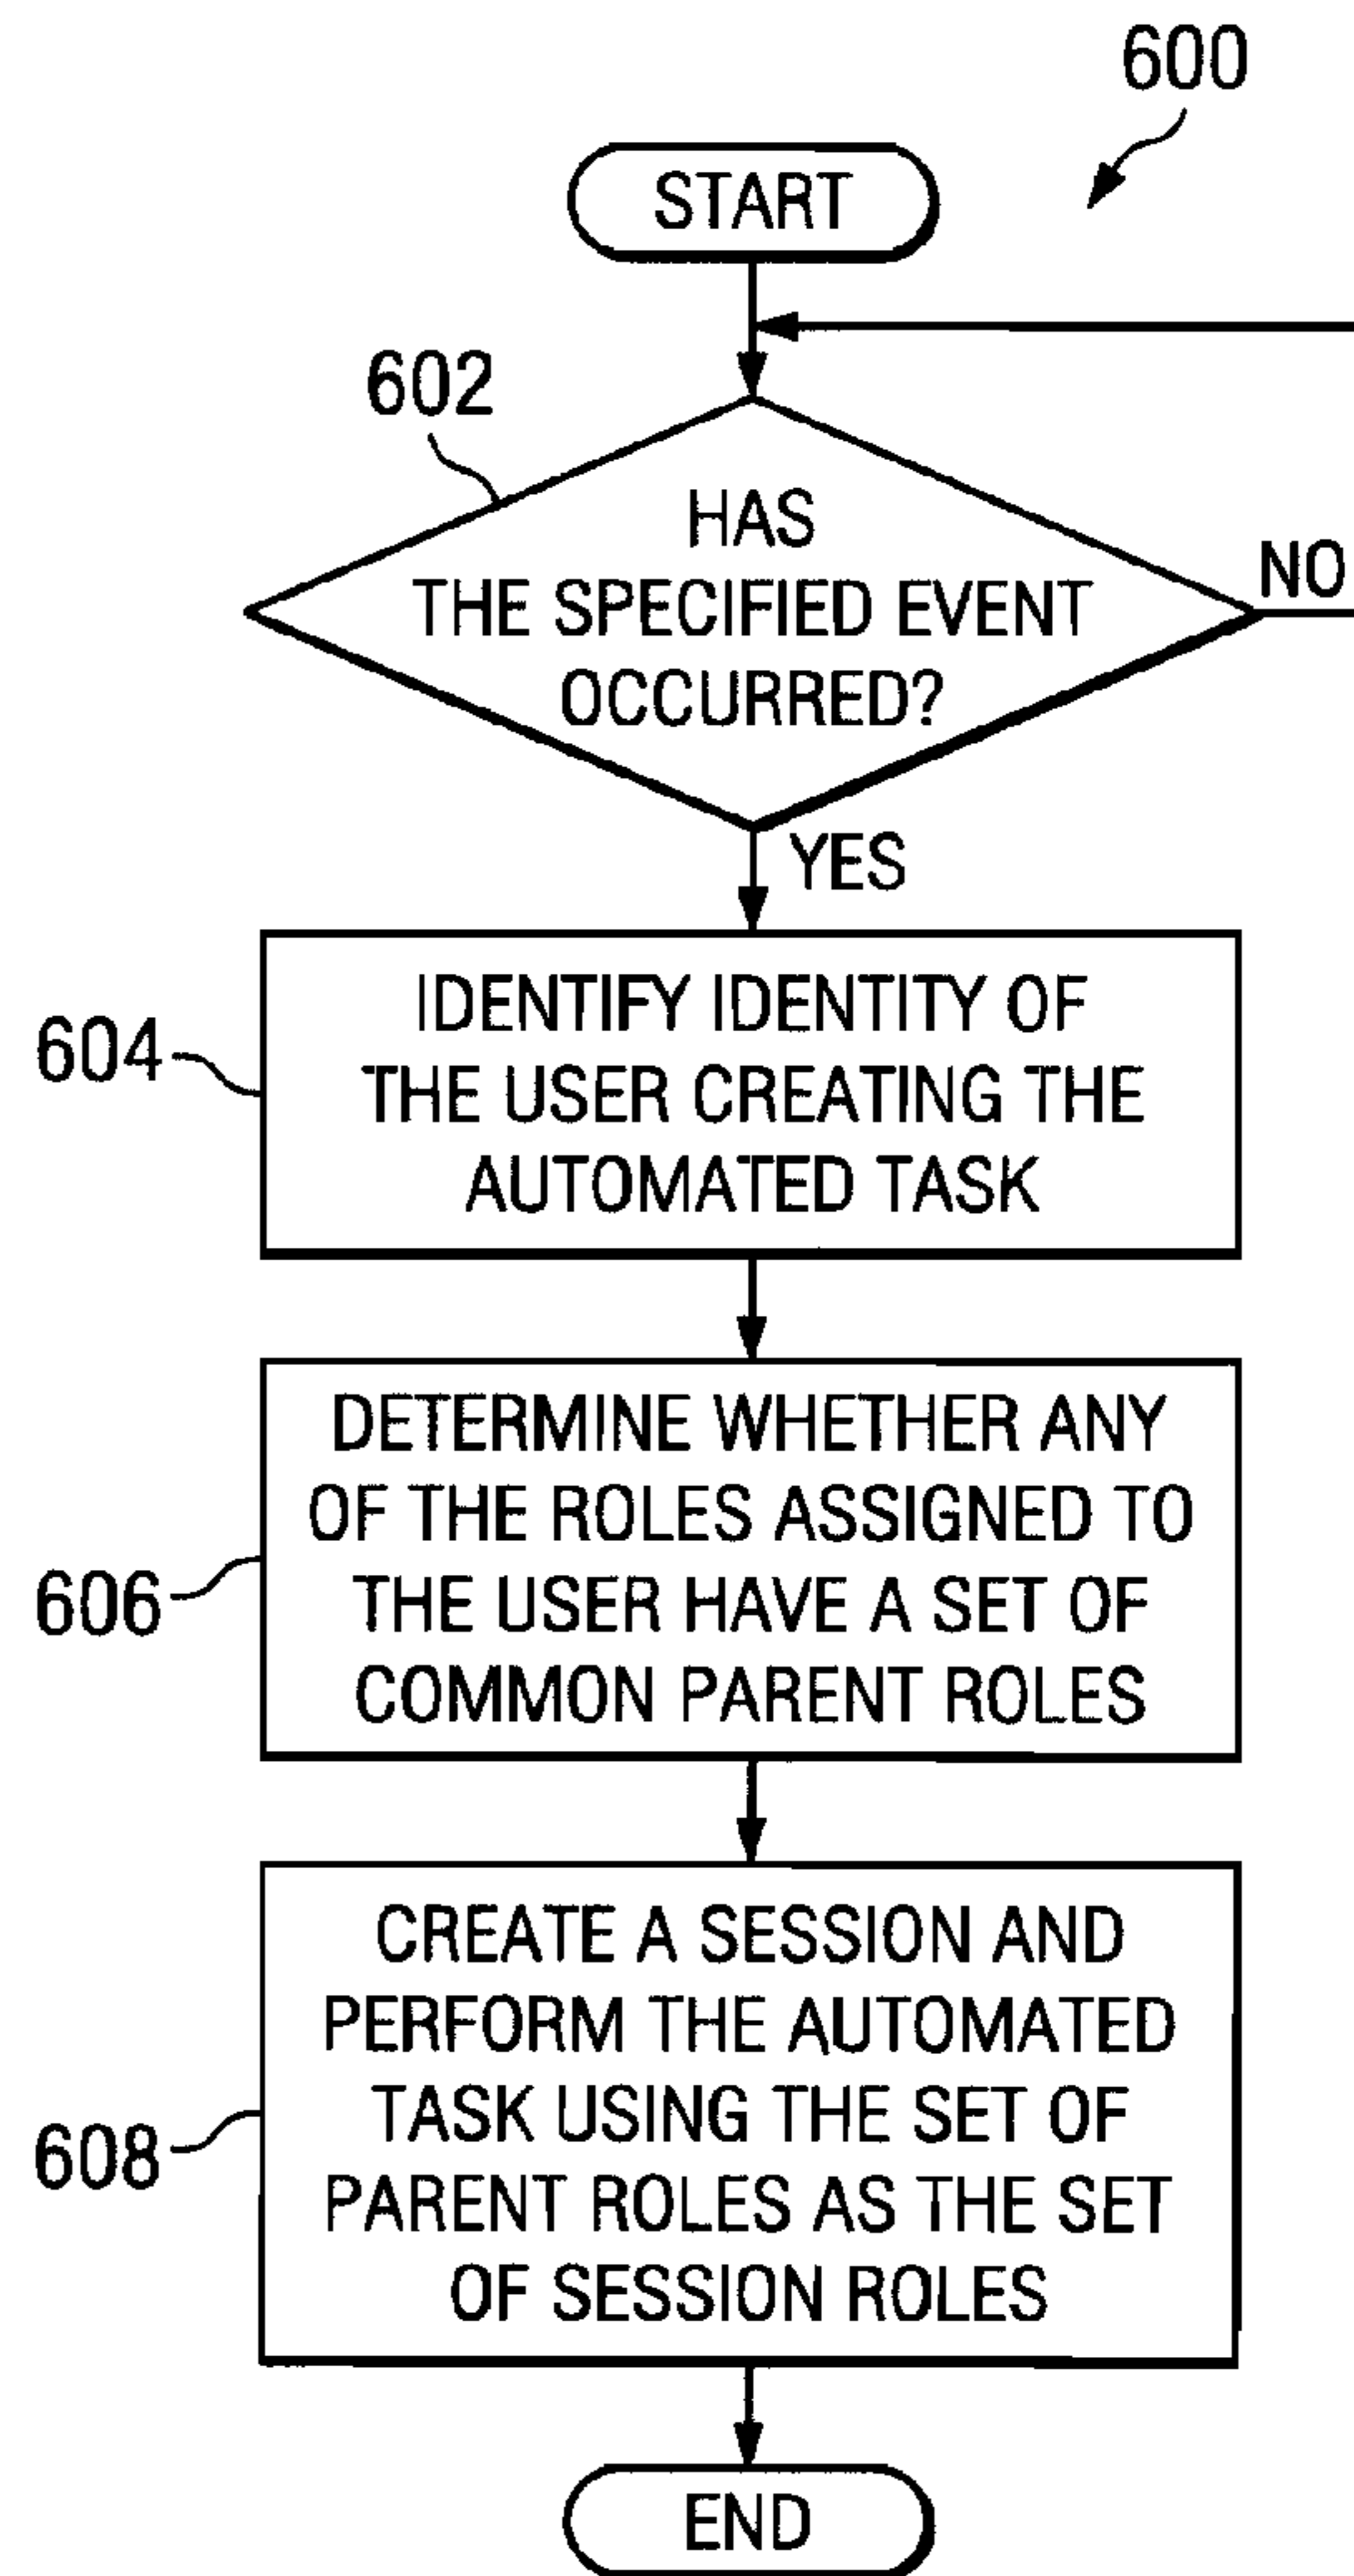 600
START
602
HAS
THE SPECIFIED EVENT
OCCURRED?
NO
YES
604
IDENTIFY IDENTITY OF
THE USER CREATING THE
AUTOMATED TASK
606
DETERMINE WHETHER ANY
OF THE ROLES ASSIGNED TO
THE USER HAVE A SET OF
COMMON PARENT ROLES
608
CREATE A SESSION AND
PERFORM THE AUTOMATED
TASK USING THE SET OF
PARENT ROLES AS THE SET
OF SESSION ROLES
END